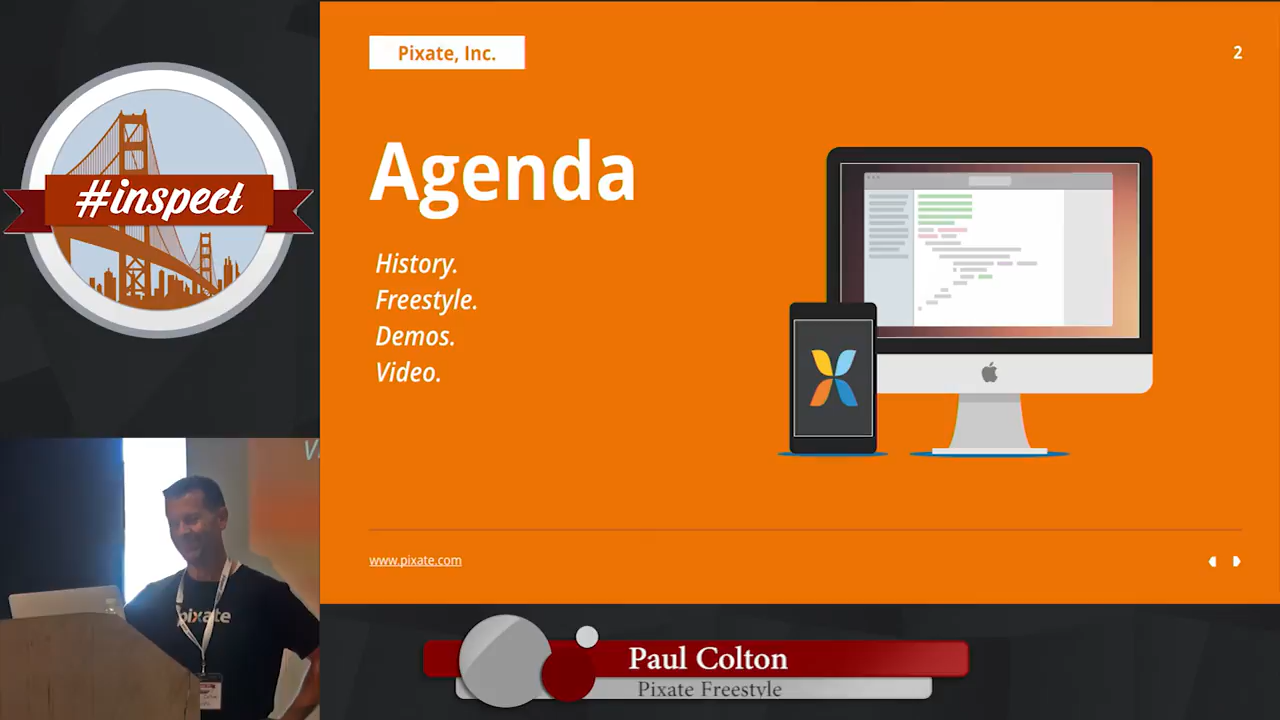 #inspect
Pixate, Inc.
2
Agenda
History.
Freestyle.
Demos.
Video.
www.pixate.com
V
pixate
Paul Colton
Pixate Freestyle